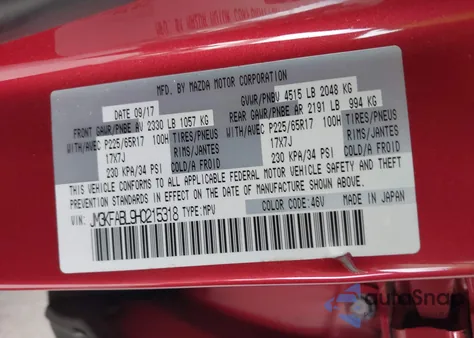 MFD. BY MAZDA MOTOR CORPORATION
DATE 09/17
GVWR/PNBV 4515 LB 2048 KG
FRONT GAWR/PNBE AV 2330 LB 1057 KG
REAR GAWR/PNBE AR 2191 LB 994 KG
WITH/AVEC P225/65R17 100H TIRES/PNEUS
17X7J RIMS/JANTES
230 KPA/34 PSI COLD/A FROID
WITH/AVEC P225/65R17 100H TIRES/PNEUS
17X7J RIMS/JANTES
230 KPA/34 PSI COLD/A FROID
THIS VEHICLE CONFORMS TO ALL APPLICABLE FEDERAL MOTOR VEHICLE SAFETY BUMPER, AND THEFT
PREVENTION STANDARDS IN EFFECT ON THE DATE OF MANUFACTURE SHOWN ABOVE.
VIN: JM3KFABL9H0215318 TYPE: MPV
COLOR CODE: 46V
MADE IN JAPAN
autoSnap